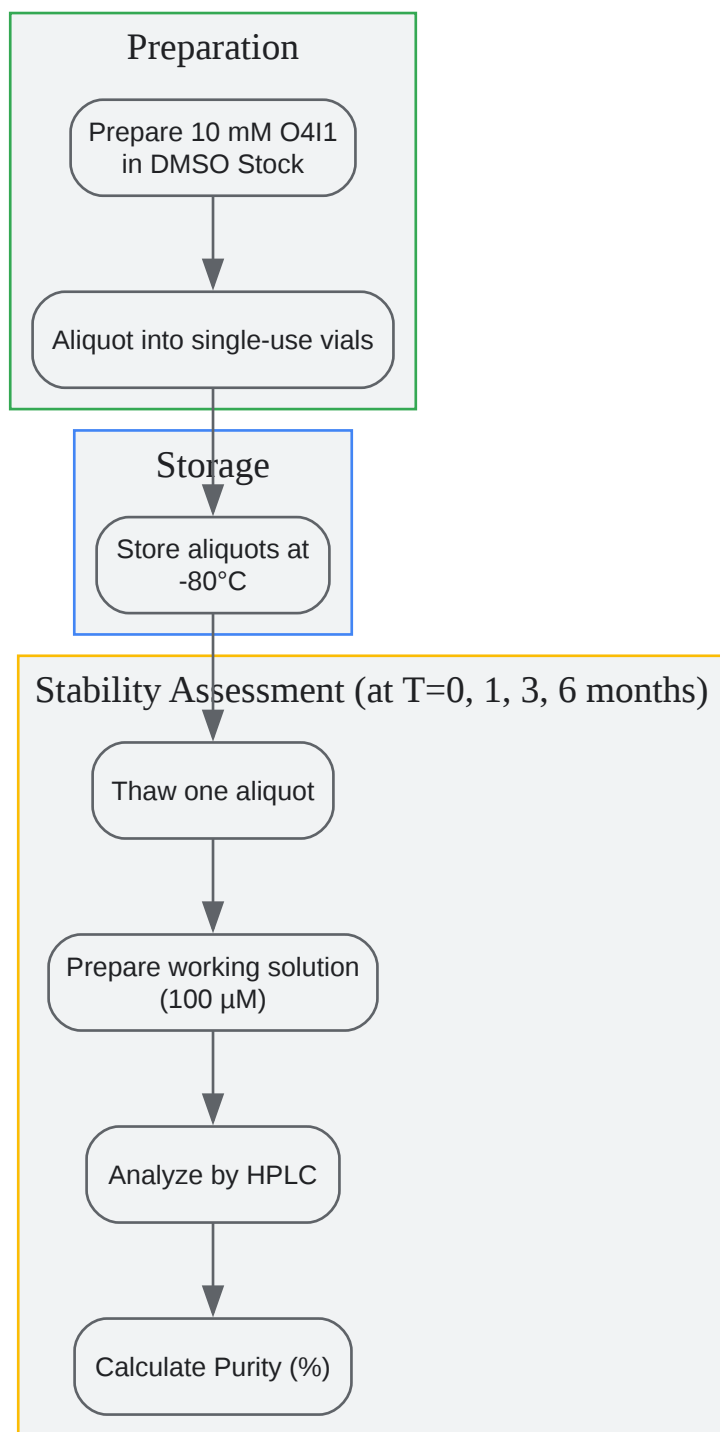 Preparation
Prepare 10 mM O4I1
in DMSO Stock
Aliquot into single-use vials
Storage
Store aliquots at
-80°C
Stability Assessment (at T=0, 1, 3, 6 months)
Thaw one aliquot
Prepare working solution
(100 µM)
Analyze by HPLC
Calculate Purity (%)